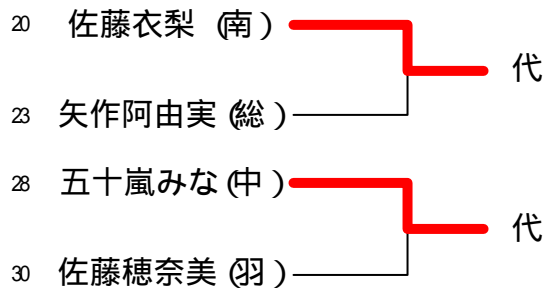 20 佐藤衣梨 (南)
代
23 矢作阿由実 (総)
28 五十嵐みな (中)
代
30 佐藤穂奈美 (羽)